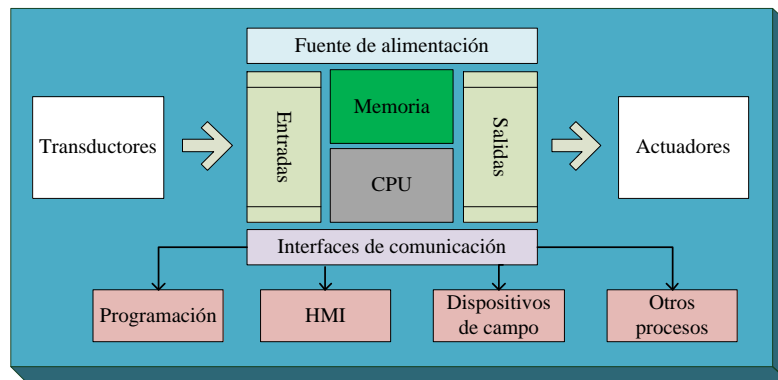 Fuente de alimentación
Transductores
Entradas
Memoria
CPU
Salidas
Actuadores
Interfaces de comunicación
Programación
HMI
Dispositivos
de campo
Otros
procesos